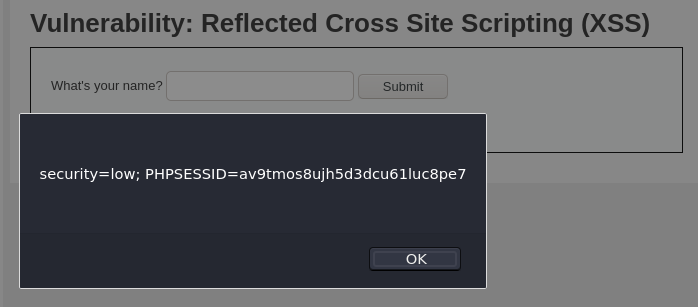 Vulnerability: Reflected Cross Site Scripting (XSS)
What's your name? Submit
security=low; PHPSESSID=av9tmos8ujh5d3dcu61luc8pe7
OK